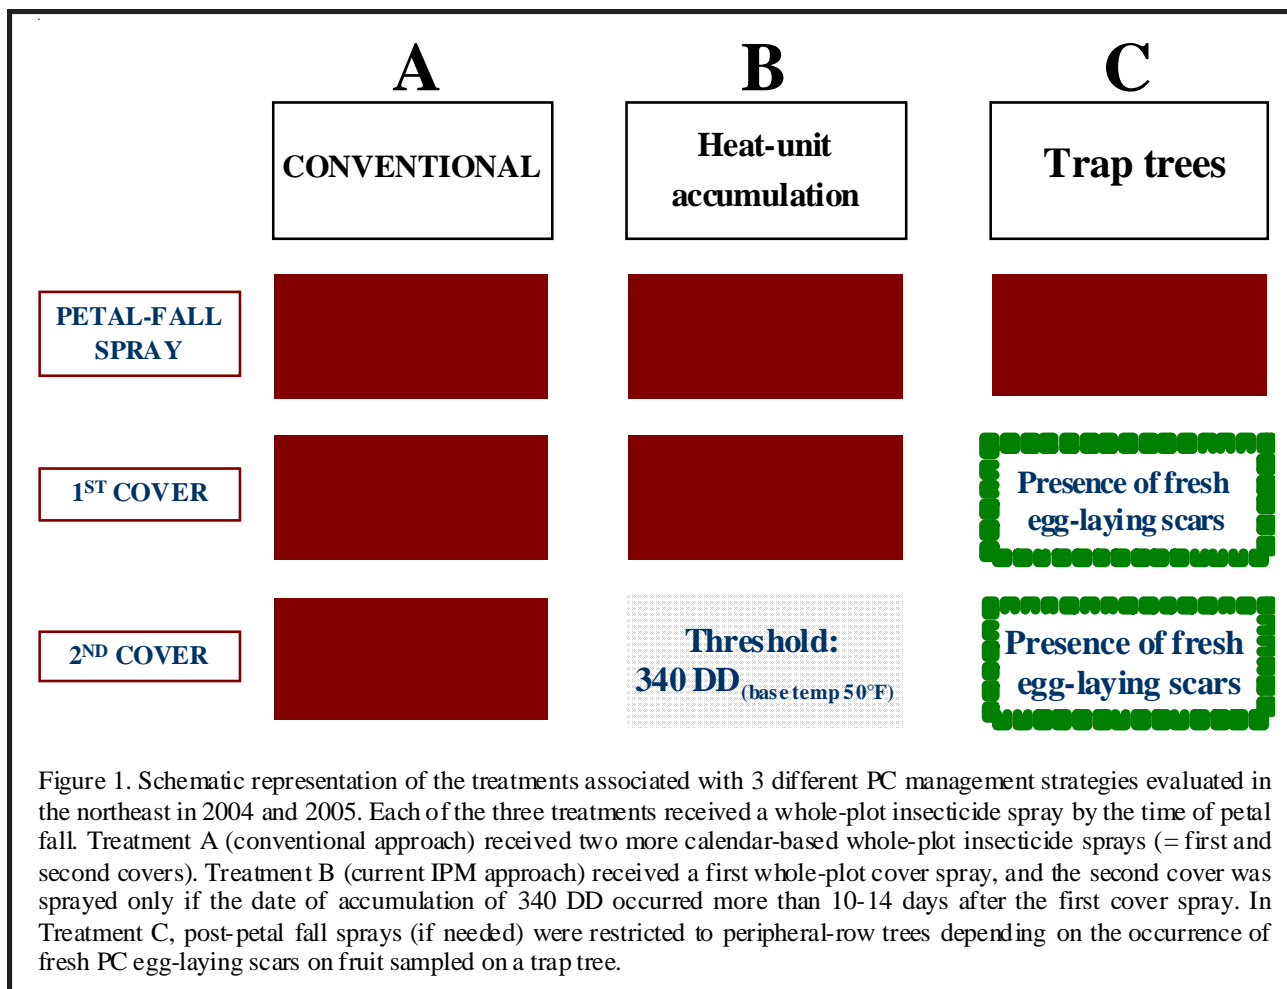 A B C
CONVENTIONAL
Heat-unit
accumulation
Trap trees
PETAL-FALL
SPRAY
1ST COVER
Presence of fresh
egg-laying scars
2ND COVER
Threshold:
340 DD (base temp 50°F)
Presence of fresh
egg-laying scars
Figure 1. Schematic representation of the treatments associated with 3 different PC management strategies evaluated in
the northeast in 2004 and 2005. Each of the three treatments received a whole-plot insecticide spray by the time of petal
fall. Treatment A (conventional approach) received two more calendar-based whole-plot insecticide sprays (= first and
second covers). Treatment B (current IPM approach) received a first whole-plot cover spray, and the second cover was
sprayed only if the date of accumulation of 340 DD occurred more than 10-14 days after the first cover spray. In
Treatment C, post-petal fall sprays (if needed) were restricted to peripheral-row trees depending on the occurrence of
fresh PC egg-laying scars on fruit sampled on a trap tree.